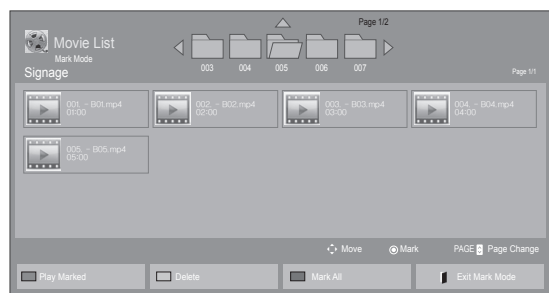 Page 1/2
Movie List
Mark Mode
Signage
003 004 005 006 007
Page 1/1
001. - B01.mp4
01:00
002. - B02.mp4
02:00
003. - B03.mp4
03:00
004. - B04.mp4
04:00
005. - B05.mp4
05:00
Move
Mark
PAGE Page Change
Play Marked
Delete
Mark All
Exit Mark Mode